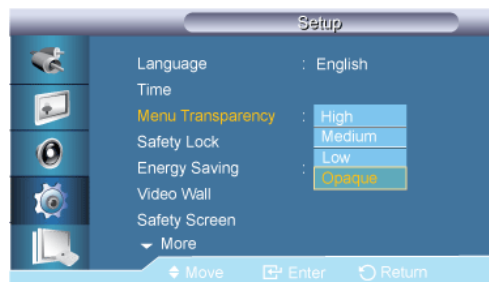 Setup
Language : English
Time
Menu Transparency : High
Medium
Safety Lock
Low
Energy Saving :
Opaque
Video Wall
Safety Screen
More
Move Enter Return